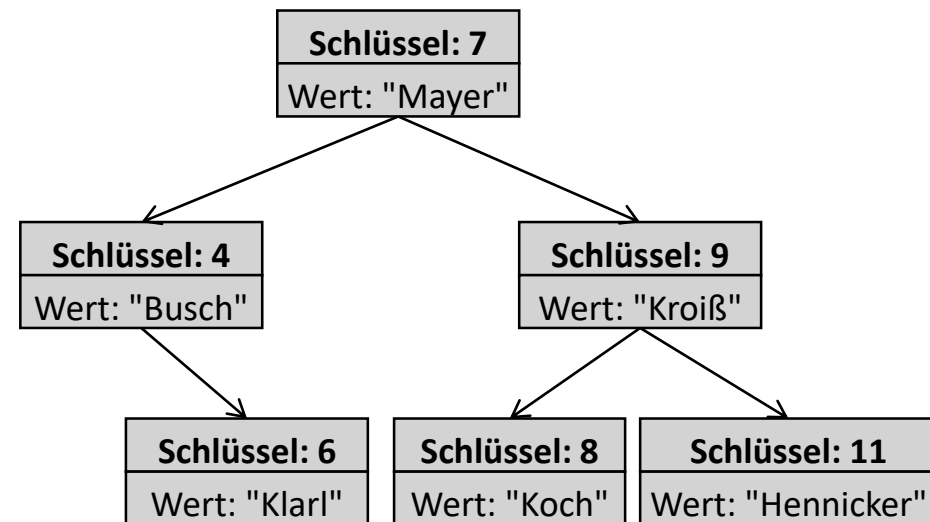 Schlüssel: 7
Wert: "Mayer"
Schlüssel: 4
Wert: "Busch"
Schlüssel: 9
Wert: "Kroiß"
Schlüssel: 6
Wert: "Klarl"
Schlüssel: 8
Wert: "Koch"
Schlüssel: 11
Wert: "Hennicker"